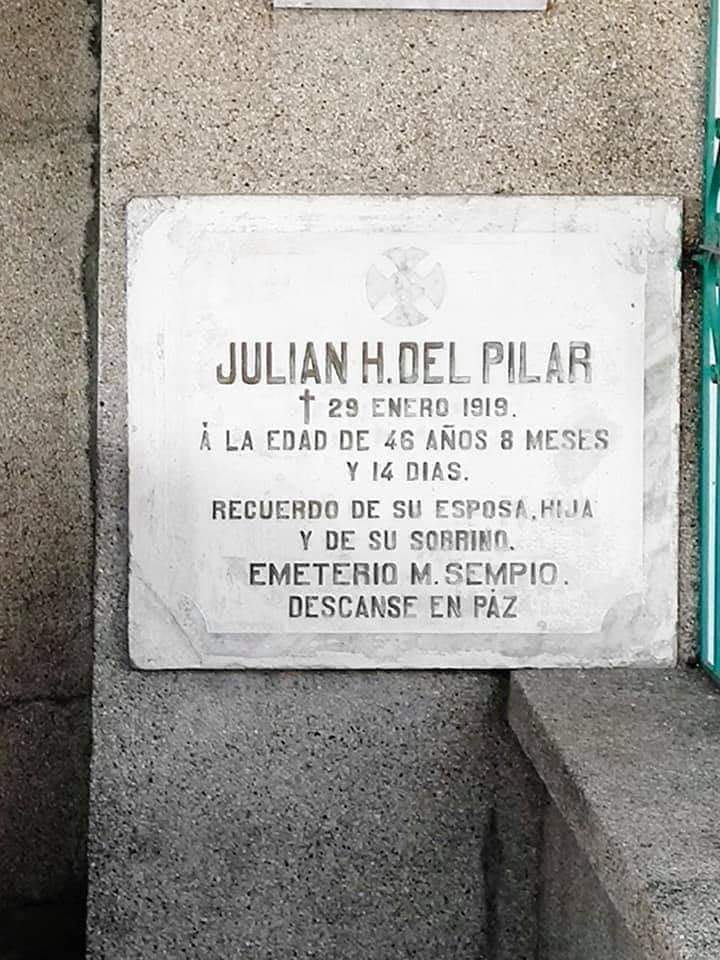 JULIAN H. DEL PILAR
† 29 ENERO 1919.
Á LA EDAD DE 46 AÑOS 8 MESES
Y 14 DIAS.
RECUERDO DE SU ESPOSA, HIJA
Y DE SU SOBRINO.
EMETERIO M. SEMPIO.
DESCANSE EN PÁZ